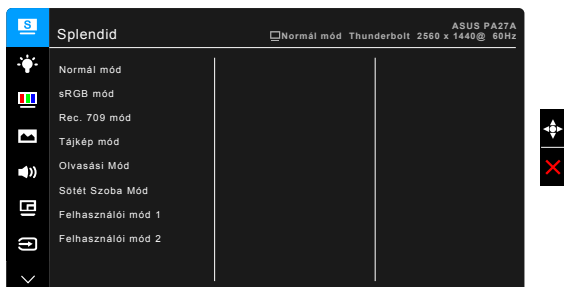 S
Splendid
ASUS PA27A
Normál mód Thunderbolt 2560 x 1440@ 60Hz
Normál mód
sRGB mód
Rec. 709 mód
Tájkép mód
Olvasási Mód
Sötét Szoba Mód
Felhasználói mód 1
Felhasználói mód 2